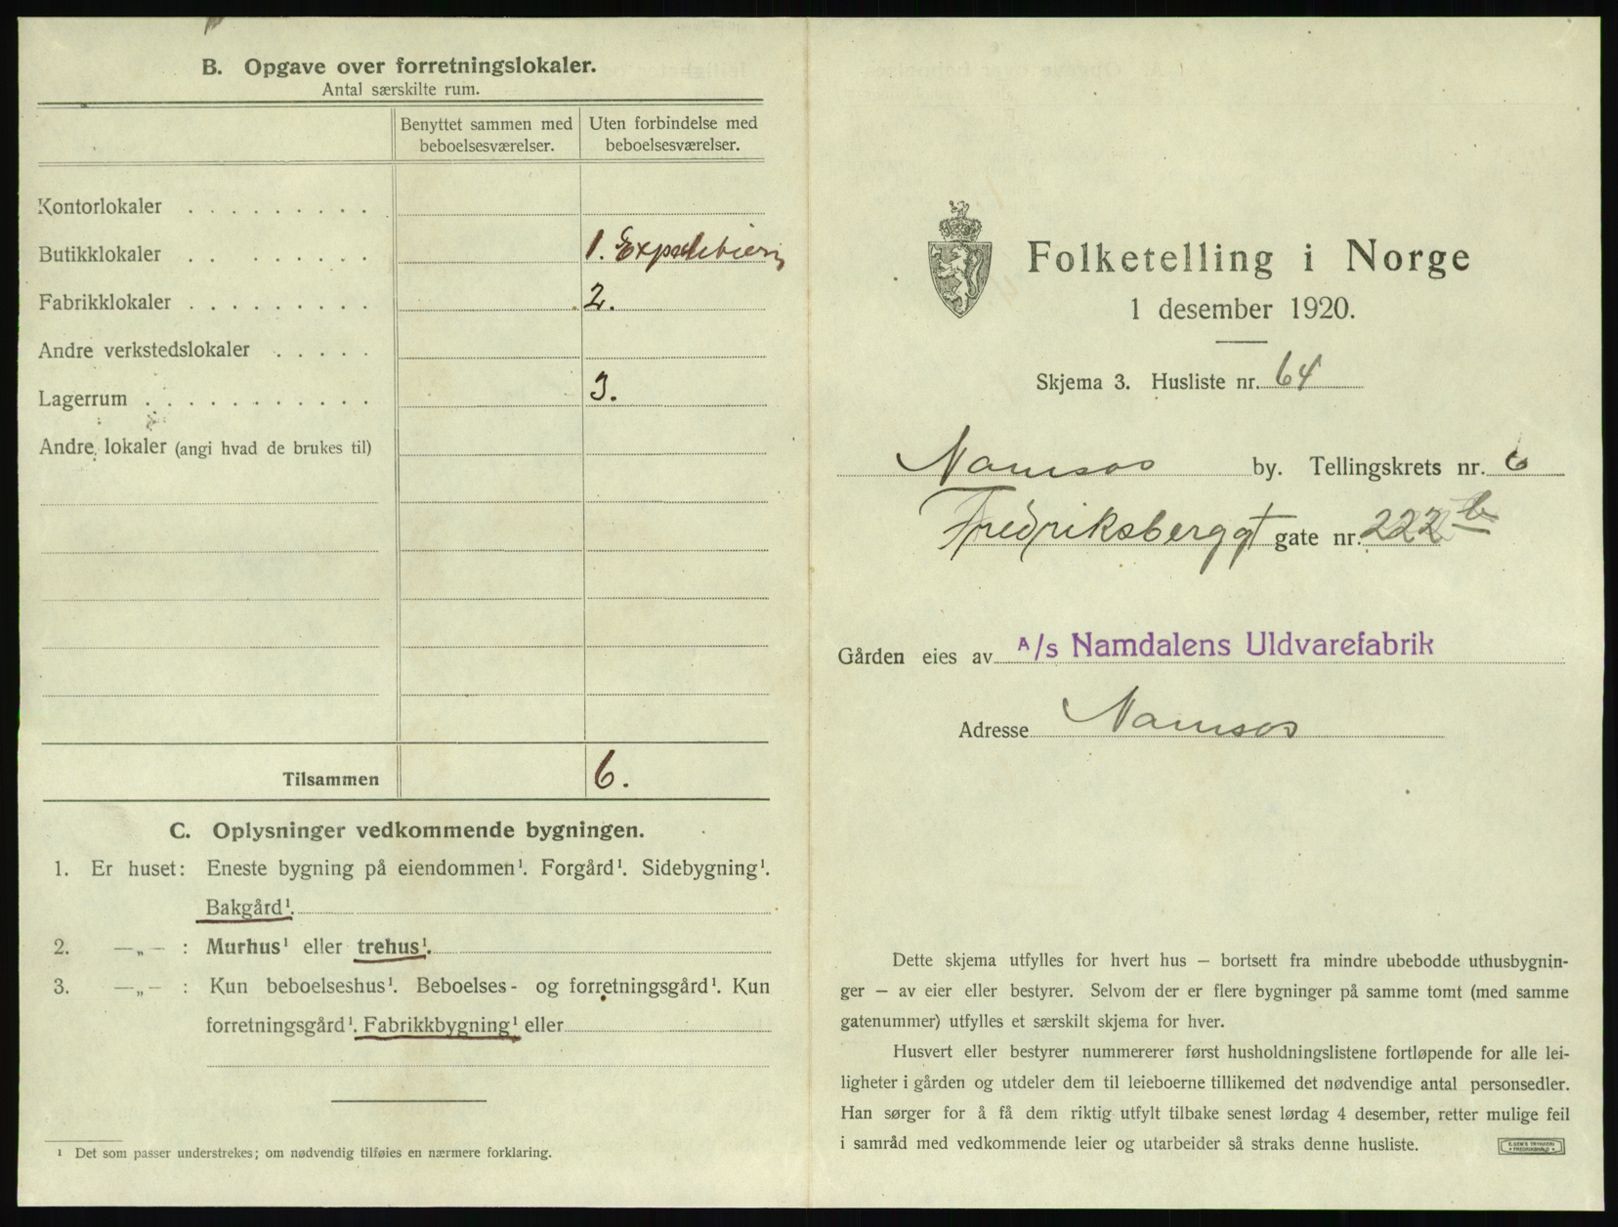 B. Opgave over forretningslokaler.
Antal særskilte rum.
Benyttet sammen med beboelsesværelser.
Uten forbindelse med beboelsesværelser.
Kontorlokaler . . . . . . . . .
Butikklokaler . . . . . . . . . 1. Expedition
Fabrikklokaler . . . . . . . . . 2.
Andre verkstedslokaler . . . . .
Lagerrum . . . . . . . . . . . 3.
Andre lokaler (angi hvad de brukes til)
Tilsammen 6.
C. Oplysninger vedkommende bygningen.
1. Er huset: Eneste bygning på eiendommen¹. Forgård¹. Sidebygning¹.
Bakgård¹.
2. —„— : Murhus¹ eller trehus¹.
3. —„— : Kun beboelseshus¹. Beboelses- og forretningsgård¹. Kun
forretningsgård¹. Fabrikkbygning¹ eller
¹ Det som passer understrekes; om nødvendig tilføies en nærmere forklaring.
Folketelling i Norge
1 desember 1920.
Skjema 3. Husliste nr. 64
Namsos by. Tellingskrets nr. 6
Fredriksberggt gate nr. 222 b
Gården eies av A/s Namdalens Uldvarefabrik
Adresse Namsos
Dette skjema utfylles for hvert hus – bortsett fra mindre ubebodde uthusbygnin-
ger – av eier eller bestyrer. Selvom der er flere bygninger på samme tomt (med samme
gatenummer) utfylles et særskilt skjema for hver.
Husvert eller bestyrer nummererer først husholdningslistene fortløpende for alle lei-
ligheter i gården og utdeler dem til leieboerne tillikemed det nødvendige antal personsedler.
Han sørger for å få dem riktig utfylt tilbake senest lørdag 4 desember, retter mulige feil
i samråd med vedkommende leier og utarbeider så straks denne husliste.